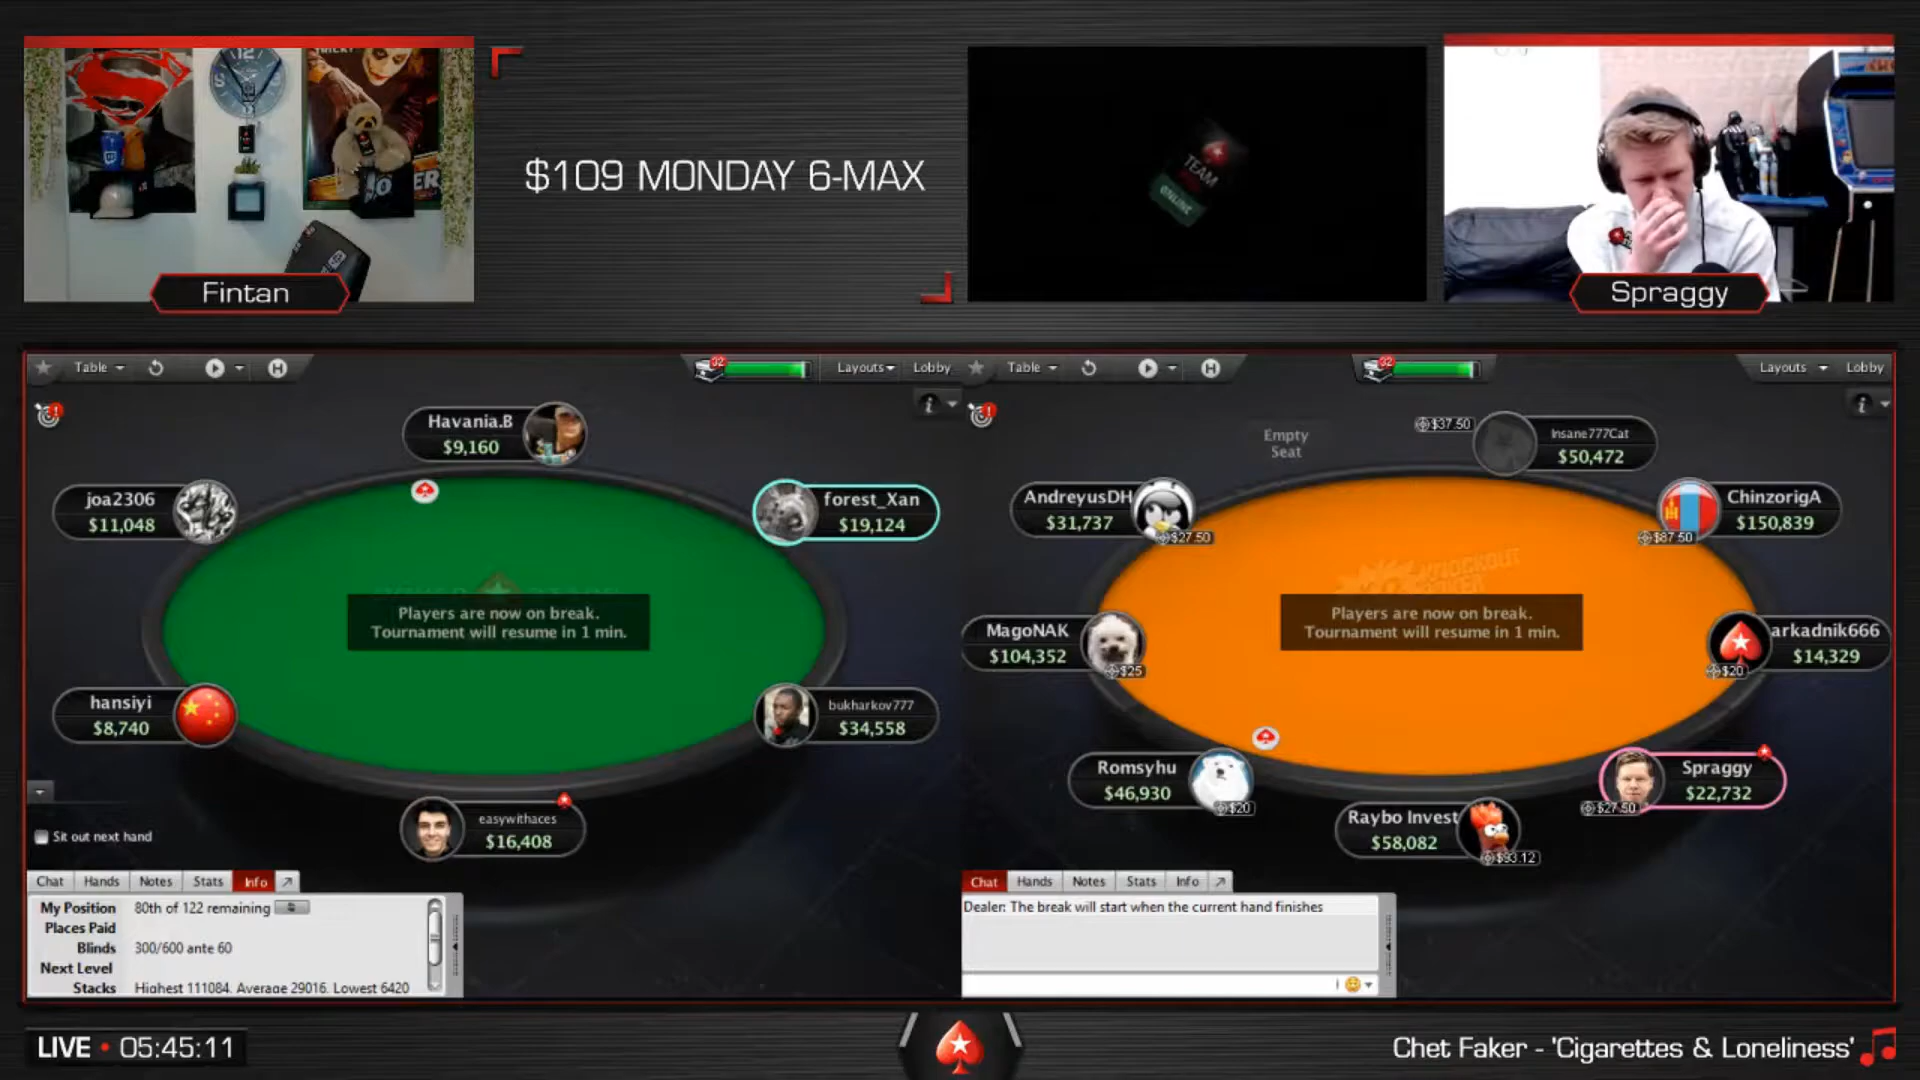 Fintan
$109 MONDAY 6-MAX
TEAM
ONLINE
Spraggy
Table
Layouts
Lobby
Table
Layouts
Lobby
Havania.B
$9,160
joa2306
$11,048
forest_Xan
$19,124
Players are now on break.
Tournament will resume in 1 min.
hansiyi
$8,740
bukharkov777
$34,558
easywithaces
$16,408
Sit out next hand
Chat Hands Notes Stats Info
My Position 80th of 122 remaining
Places Paid
Blinds 300/600 ante 60
Next Level
Stacks Highest 111084. Average 29016. Lowest 6420
Empty
Seat
$37.50
Insane777Cat
$50,472
AndreyusDH
$31,737
$27.50
ChinzorigA
$150,839
$87.50
KNOCKOUT
POKER
Players are now on break.
Tournament will resume in 1 min.
MagoNAK
$104,352
$25
arkadnik666
$14,329
$20
Romsyhu
$46,930
$20
Spraggy
$22,732
$27.50
Raybo Invest
$58,082
$93.12
Chat Hands Notes Stats Info
Dealer: The break will start when the current hand finishes
LIVE • 05:45:11
Chet Faker - 'Cigarettes & Loneliness'